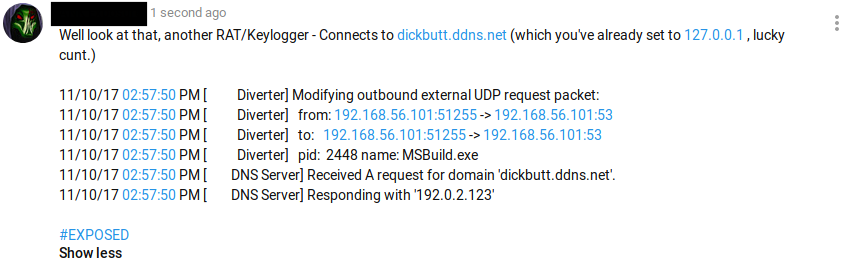 1 second ago
Well look at that, another RAT/Keylogger - Connects to dickbutt.ddns.net (which you've already set to 127.0.0.1 , lucky
cunt.)
11/10/17 02:57:50 PM [ Diverter] Modifying outbound external UDP request packet:
11/10/17 02:57:50 PM [ Diverter] from: 192.168.56.101:51255 -> 192.168.56.101:53
11/10/17 02:57:50 PM [ Diverter] to: 192.168.56.101:51255 -> 192.168.56.101:53
11/10/17 02:57:50 PM [ Diverter] pid: 2448 name: MSBuild.exe
11/10/17 02:57:50 PM [ DNS Server] Received A request for domain 'dickbutt.ddns.net'.
11/10/17 02:57:50 PM [ DNS Server] Responding with '192.0.2.123'
#EXPOSED
Show less